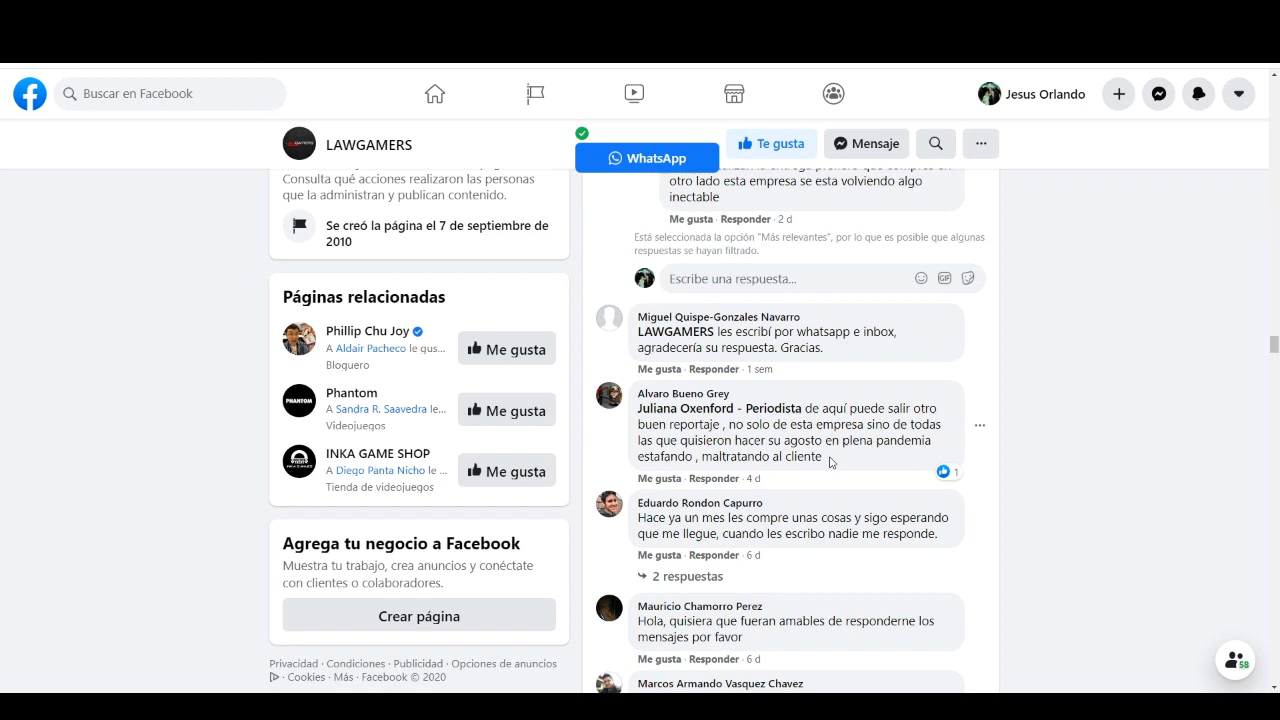 Buscar en Facebook
Jesus Orlando
LAWGAMERS
WhatsApp
Te gusta
Mensaje
Consulta qué acciones realizaron las personas
que la administran y publican contenido.
Se creó la página el 7 de septiembre de
2010
Páginas relacionadas
Phillip Chu Joy
A Aldair Pacheco le gus...
Bloquero
Me gusta
Phantom
A Sandra R. Saavedra le...
Videojuegos
Me gusta
INKA GAME SHOP
A Diego Panta Nicho le ...
Tienda de videojuegos
Me gusta
Agrega tu negocio a Facebook
Muestra tu trabajo, crea anuncios y conéctate
con clientes o colaboradores.
Crear página
Privacidad · Condiciones · Publicidad · Opciones de anuncios
· Cookies · Más · Facebook © 2020
otro lado esta empresa se esta volviendo algo
inectable
Me gusta · Responder · 2 d
Está seleccionada la opción "Más relevantes", por lo que es posible que algunas
respuestas se hayan filtrado.
Escribe una respuesta...
GIF
Miguel Quispe-Gonzales Navarro
LAWGAMERS les escribí por whatsapp e inbox,
agradecería su respuesta. Gracias.
Me gusta · Responder · 1 sem
Alvaro Bueno Grey
Juliana Oxenford - Periodista de aquí puede salir otro
buen reportaje , no solo de esta empresa sino de todas
las que quisieron hacer su agosto en plena pandemia
estafando , maltratando al cliente
1
Me gusta · Responder · 4 d
Eduardo Rondon Capurro
Hace ya un mes les compre unas cosas y sigo esperando
que me llegue, cuando les escribo nadie me responde.
Me gusta · Responder · 6 d
2 respuestas
Mauricio Chamorro Perez
Hola, quisiera que fueran amables de responderne los
mensajes por favor
Me gusta · Responder · 6 d
Marcos Armando Vasquez Chavez
58